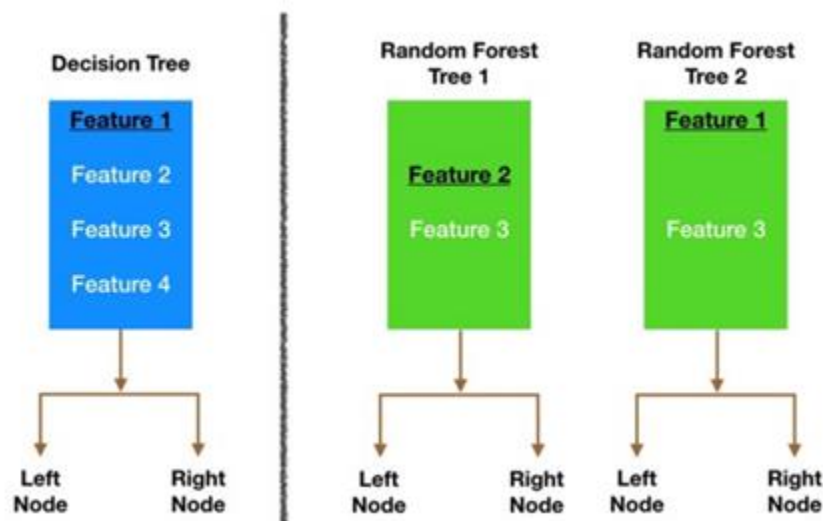 Decision Tree
Feature 1
Feature 2
Feature 3
Feature 4
Left
Node
Right
Node
Random Forest
Tree 1
Feature 2
Feature 3
Left
Node
Right
Node
Random Forest
Tree 2
Feature 1
Feature 3
Left
Node
Right
Node